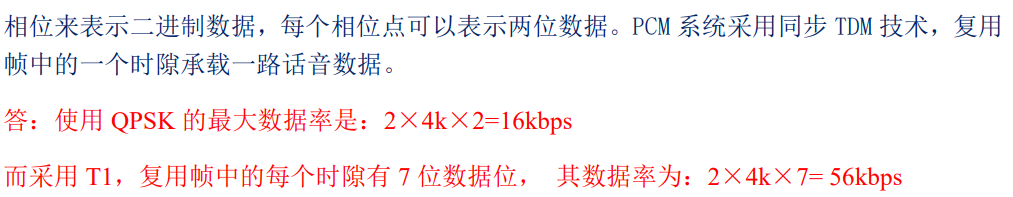 相位来表示二进制数据，每个相位点可以表示两位数据。PCM 系统采用同步 TDM 技术，复用
帧中的一个时隙承载一路话音数据。
答：使用 QPSK 的最大数据率是：2×4k×2=16kbps
而采用 T1，复用帧中的每个时隙有 7 位数据位， 其数据率为：2×4k×7= 56kbps